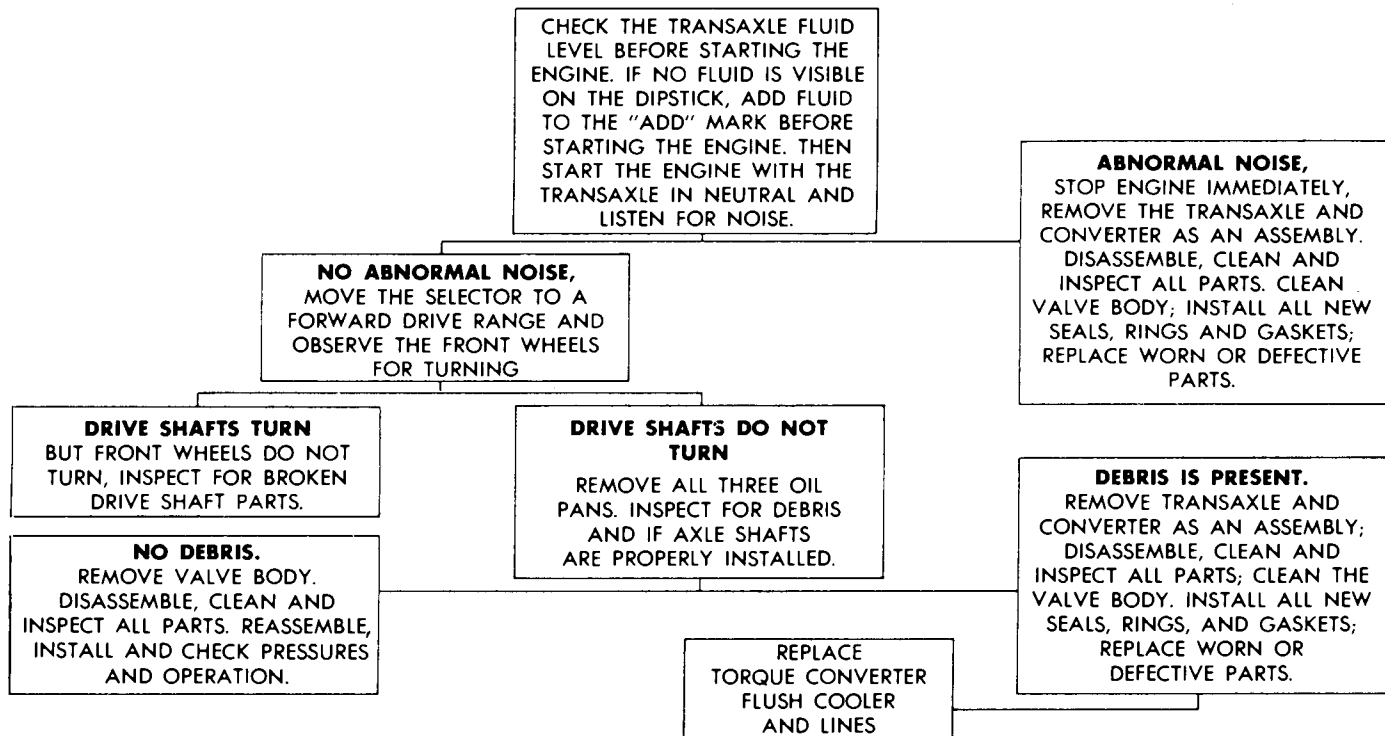 CHECK THE TRANSAXLE FLUID
LEVEL BEFORE STARTING THE
ENGINE. IF NO FLUID IS VISIBLE
ON THE DIPSTICK, ADD FLUID
TO THE "ADD" MARK BEFORE
STARTING THE ENGINE. THEN
START THE ENGINE WITH THE
TRANSAXLE IN NEUTRAL AND
LISTEN FOR NOISE.
ABNORMAL NOISE,
STOP ENGINE IMMEDIATELY,
REMOVE THE TRANSAXLE AND
CONVERTER AS AN ASSEMBLY.
DISASSEMBLE, CLEAN AND
INSPECT ALL PARTS. CLEAN
VALVE BODY; INSTALL ALL NEW
SEALS, RINGS AND GASKETS;
REPLACE WORN OR DEFECTIVE
PARTS.
NO ABNORMAL NOISE,
MOVE THE SELECTOR TO A
FORWARD DRIVE RANGE AND
OBSERVE THE FRONT WHEELS
FOR TURNING
DRIVE SHAFTS TURN
BUT FRONT WHEELS DO NOT
TURN, INSPECT FOR BROKEN
DRIVE SHAFT PARTS.
DRIVE SHAFTS DO NOT
TURN
REMOVE ALL THREE OIL
PANS. INSPECT FOR DEBRIS
AND IF AXLE SHAFTS
ARE PROPERLY INSTALLED.
NO DEBRIS.
REMOVE VALVE BODY.
DISASSEMBLE, CLEAN AND
INSPECT ALL PARTS. REASSEMBLE,
INSTALL AND CHECK PRESSURES
AND OPERATION.
DEBRIS IS PRESENT.
REMOVE TRANSAXLE AND
CONVERTER AS AN ASSEMBLY;
DISASSEMBLE, CLEAN AND
INSPECT ALL PARTS; CLEAN THE
VALVE BODY. INSTALL ALL NEW
SEALS, RINGS, AND GASKETS;
REPLACE WORN OR
DEFECTIVE PARTS.
REPLACE
TORQUE CONVERTER
FLUSH COOLER
AND LINES